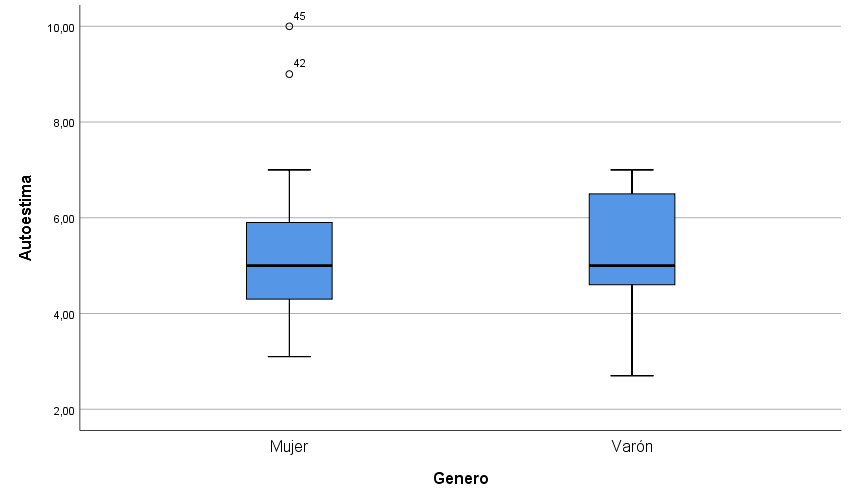 45
10,00
42
8,00
6,00
4,00
2,00
Autoestima
Mujer
Varón
Genero